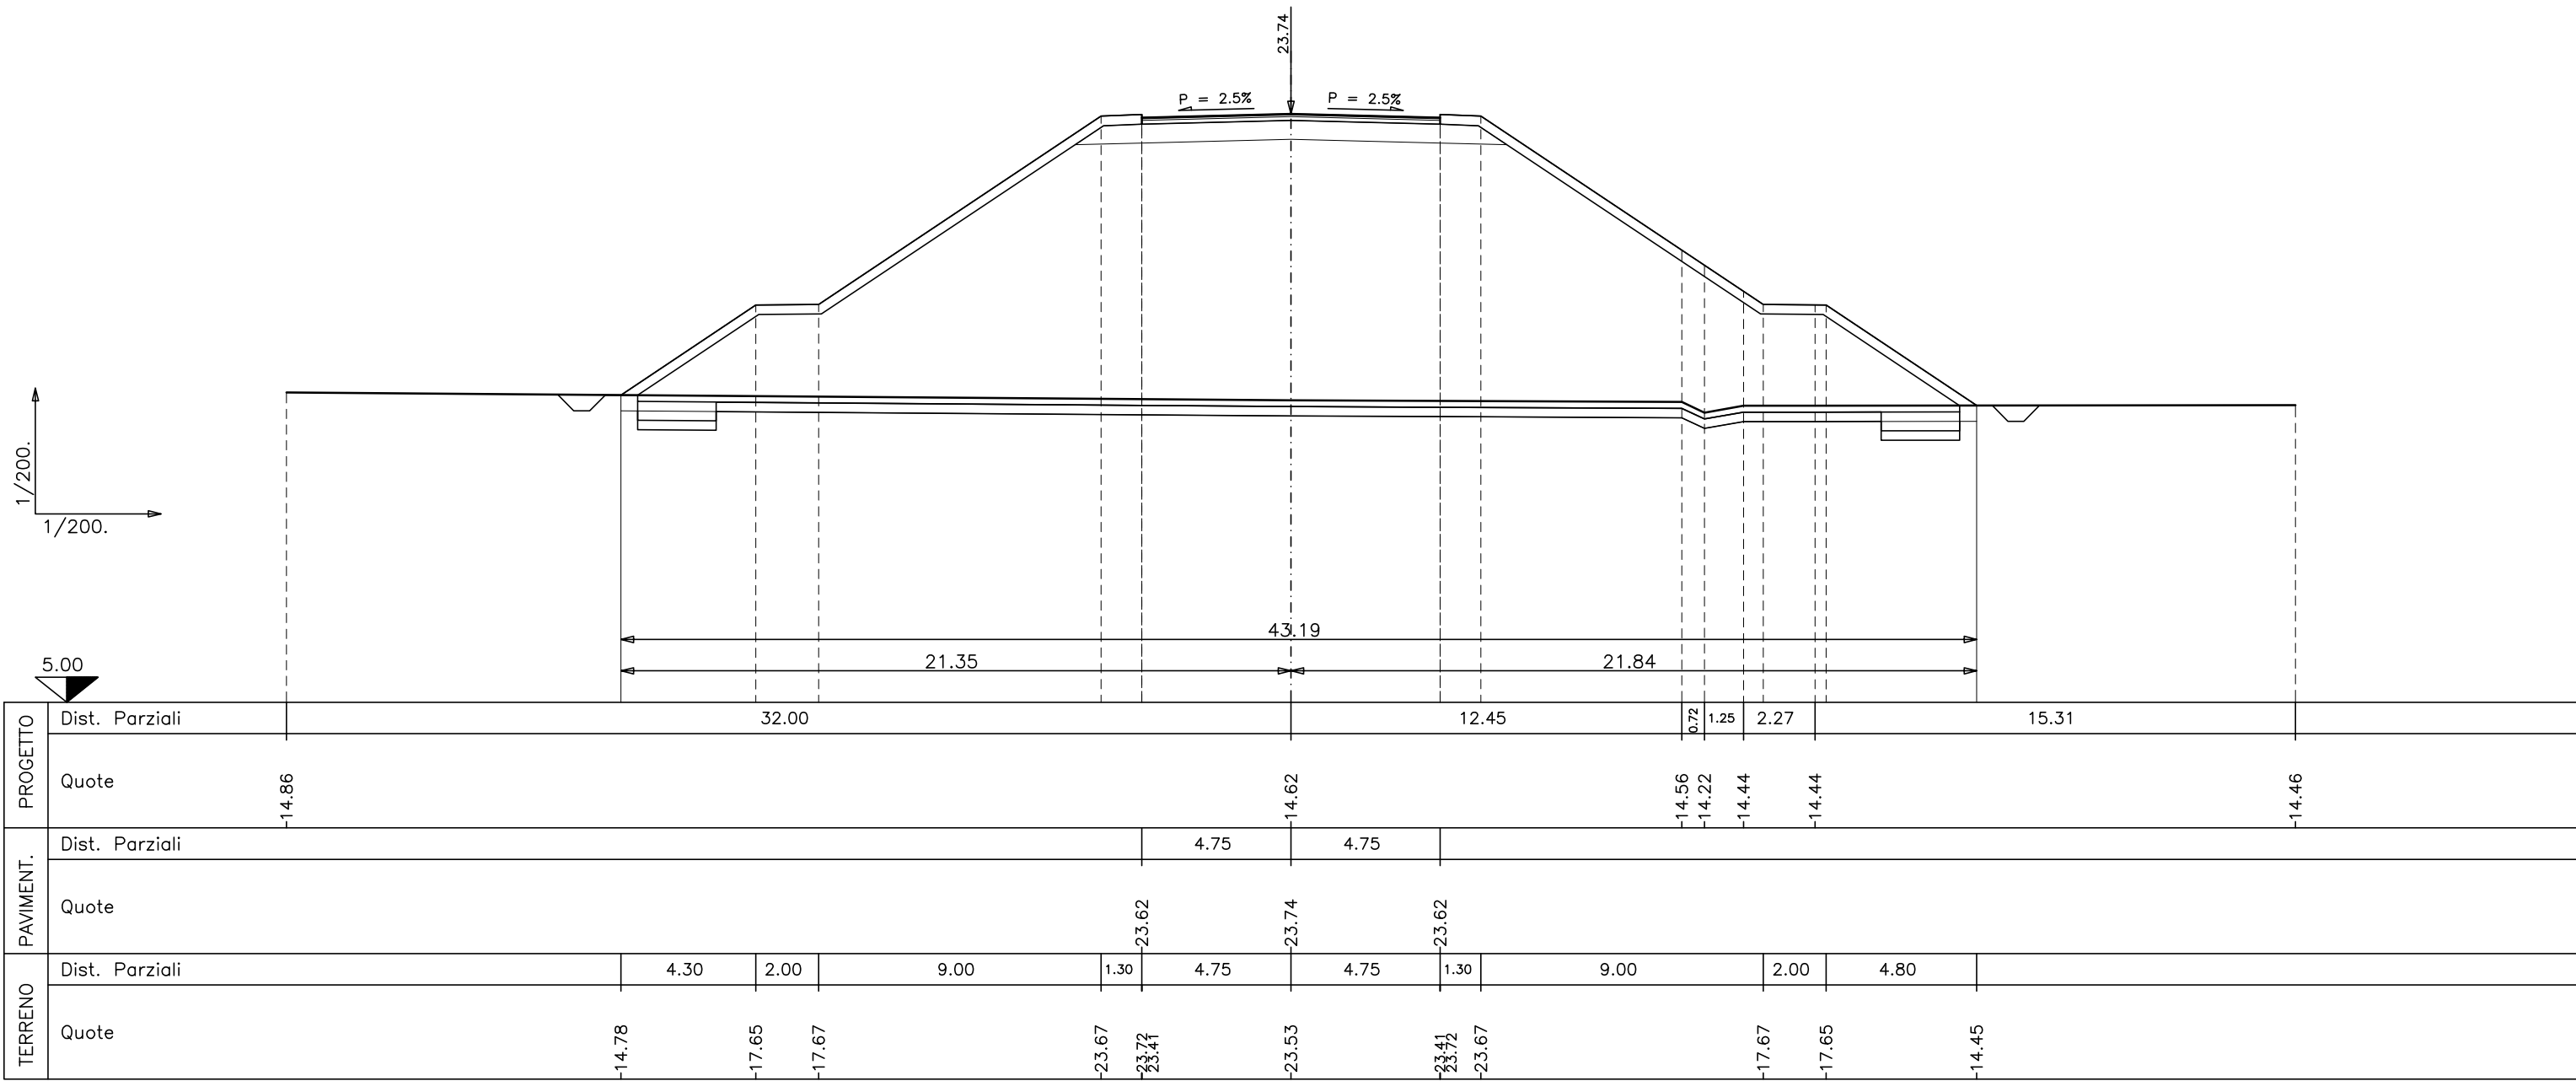 23.74
P = 2.5% P = 2.5%
1/200.
1/200.
43.19
21.35 21.84
5.00
PROGETTO
Dist. Parziali 32.00 12.45 0.72 1.25 2.27 15.31
Quote 14.86 14.62 14.56 14.22 14.44 14.44 14.46
PAVIMENT.
Dist. Parziali 4.75 4.75
Quote 23.62 23.74 23.62
TERRENO
Dist. Parziali 4.30 2.00 9.00 1.30 4.75 4.75 1.30 9.00 2.00 4.80
Quote 14.78 17.65 17.67 23.67 23.72 23.41 23.53 23.41 23.72 23.67 17.67 17.65 14.45